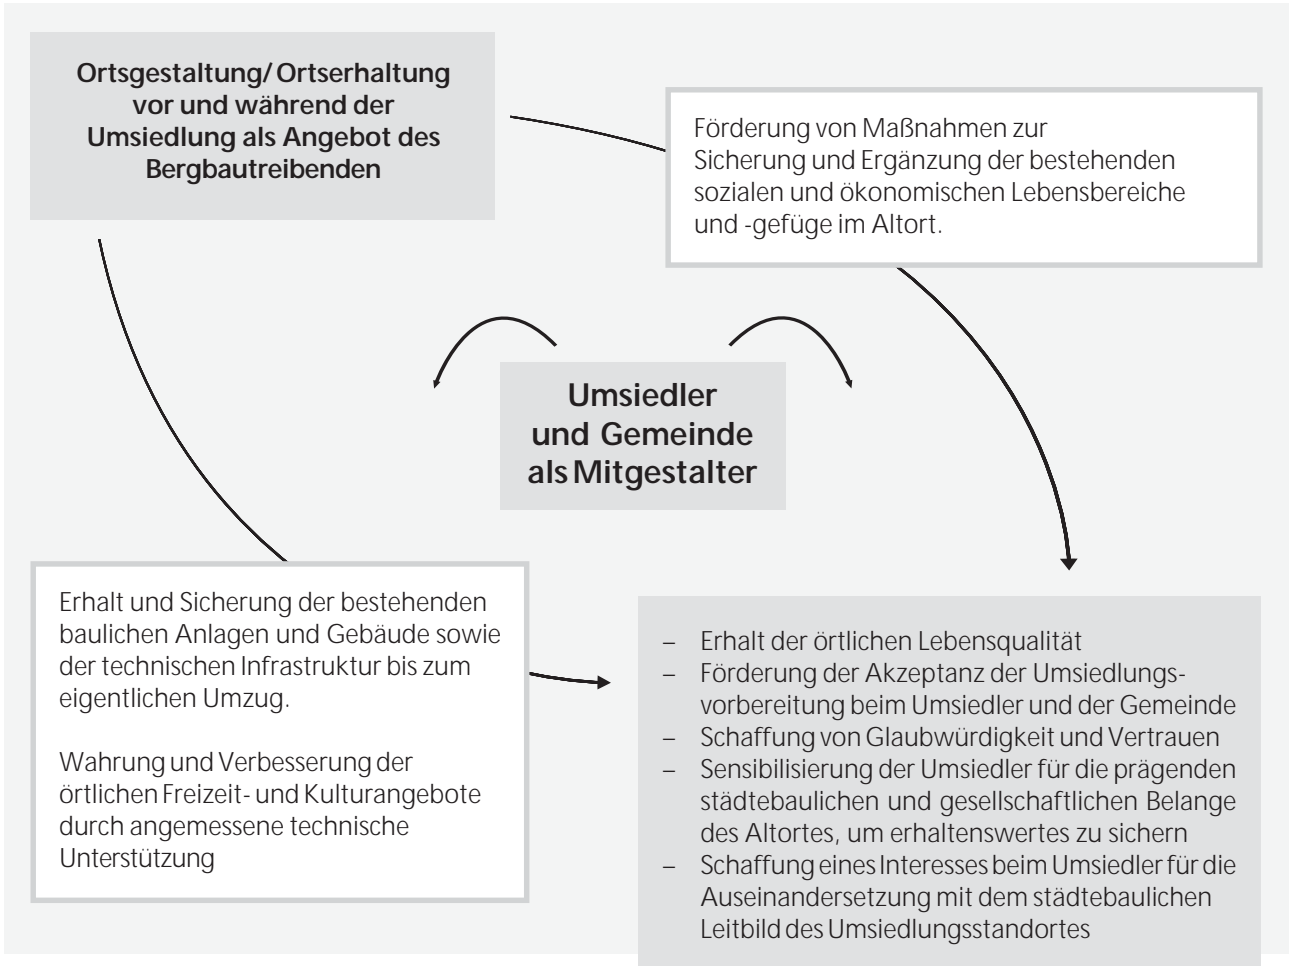 Ortsgestaltung/Ortserhaltung
vor und während der
Umsiedlung als Angebot des
Bergbautreibenden
Förderung von Maßnahmen zur
Sicherung und Ergänzung der bestehenden
sozialen und ökonomischen Lebensbereiche
und -gefüge im Altort.
Umsiedler
und Gemeinde
als Mitgestalter
Erhalt und Sicherung der bestehenden
baulichen Anlagen und Gebäude sowie
der technischen Infrastruktur bis zum
eigentlichen Umzug.
Wahrung und Verbesserung der
örtlichen Freizeit- und Kulturangebote
durch angemessene technische
Unterstützung
– Erhalt der örtlichen Lebensqualität
– Förderung der Akzeptanz der Umsiedlungs-
vorbereitung beim Umsiedler und der Gemeinde
– Schaffung von Glaubwürdigkeit und Vertrauen
– Sensibilisierung der Umsiedler für die prägenden
städtebaulichen und gesellschaftlichen Belange
des Altortes, um erhaltenswertes zu sichern
– Schaffung eines Interesses beim Umsiedler für die
Auseinandersetzung mit dem städtebaulichen
Leitbild des Umsiedlungsstandortes